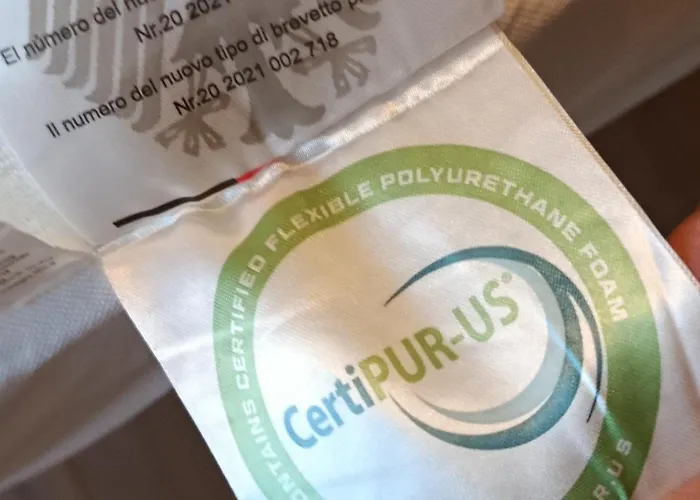 El número del nu
Nr.20 2021
Il numero del nuovo tipo di brevetto p
Nr.20 2021 002 718
CONTAINS CERTIFIED FLEXIBLE POLYURETHANE FOAM
CertiPUR-US®
R.US